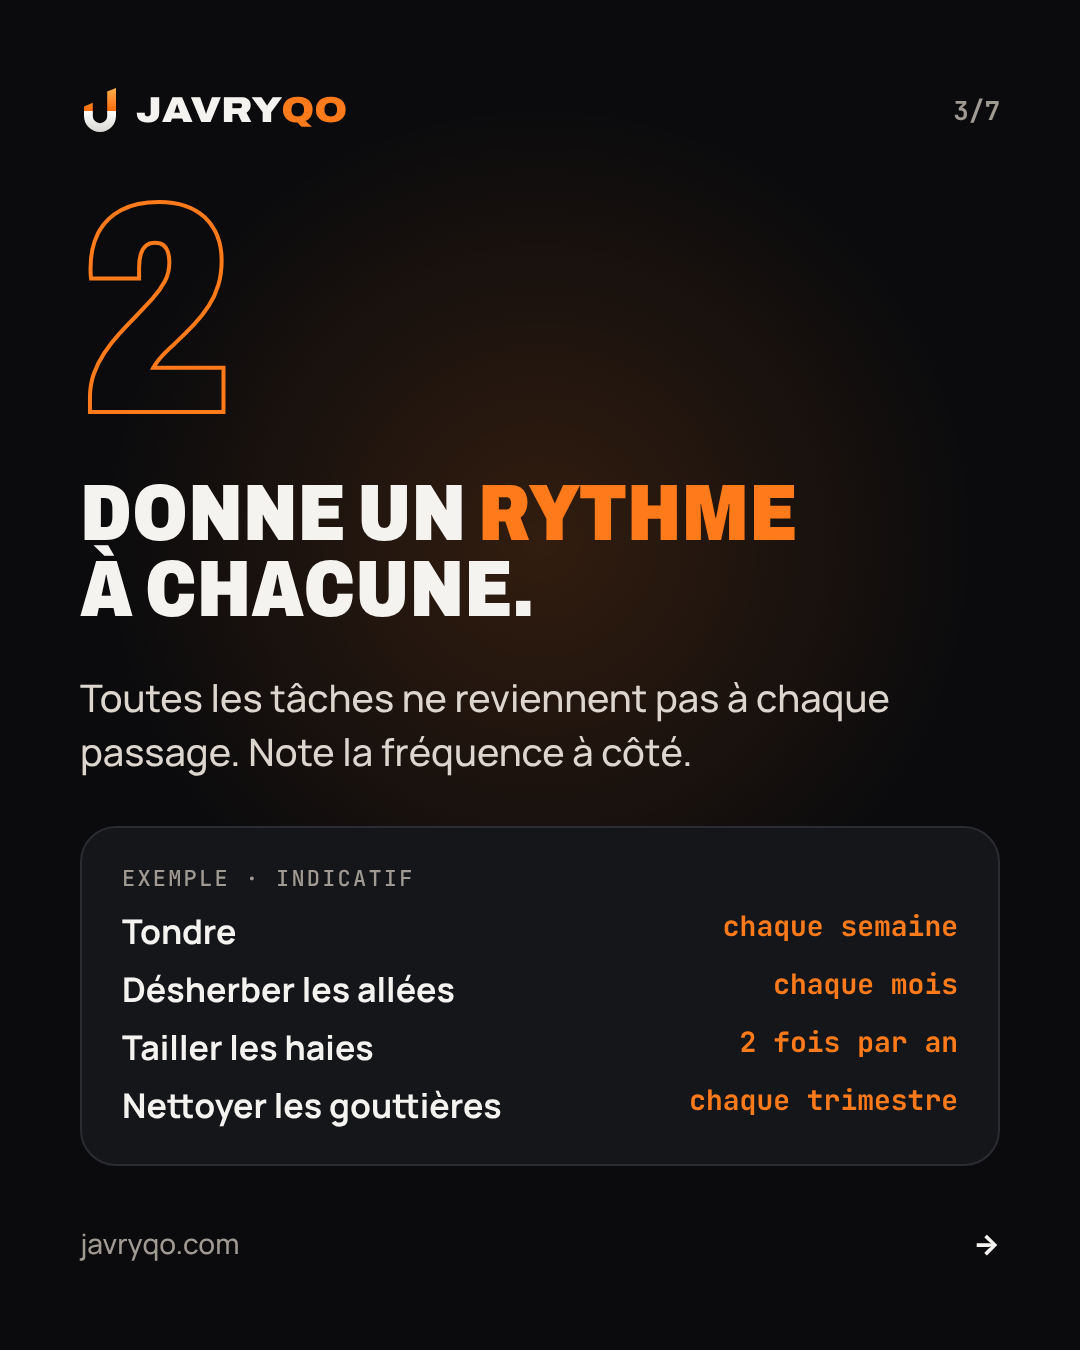 JAVRYQO
3/7
2
DONNE UN RYTHME
À CHACUNE.
Toutes les tâches ne reviennent pas à chaque
passage. Note la fréquence à côté.
EXEMPLE · INDICATIF
Tondre chaque semaine
Désherber les allées chaque mois
Tailler les haies 2 fois par an
Nettoyer les gouttières chaque trimestre
javryqo.com →